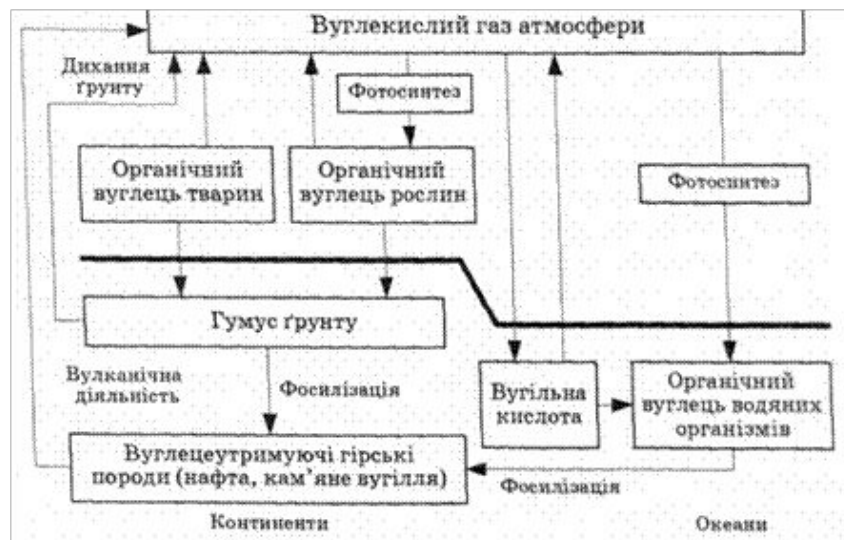 Вуглекислий газ атмосфери
Дихання
ґрунту
Фотосинтез
Органічний
вуглець тварин
Органічний
вуглець рослин
Фотосинтез
Гумус ґрунту
Вулканічна
діяльність
Фосилізація
Вугільна
кислота
Органічний
вуглець водяних
організмів
Вуглецеутримуючі гірські
породи (нафта, кам’яне вугілля)
Фосилізація
Континенти
Океани